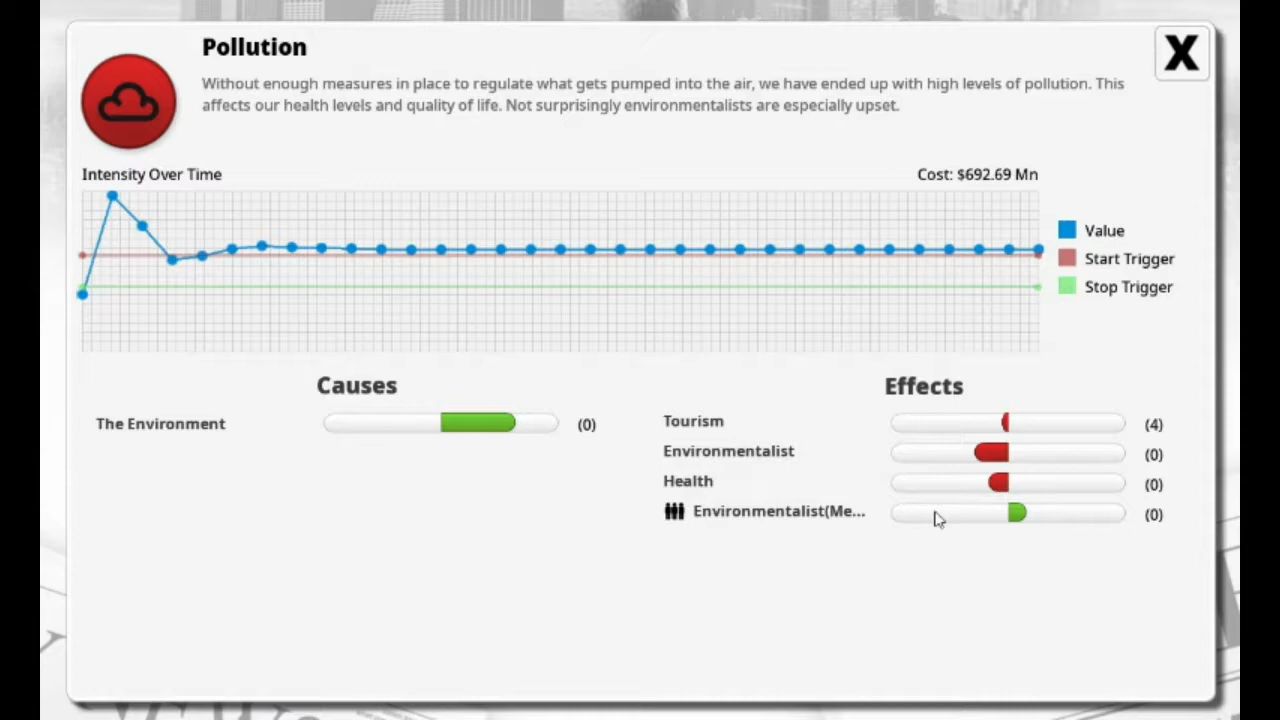 Pollution
X
Without enough measures in place to regulate what gets pumped into the air, we have ended up with high levels of pollution. This
affects our health levels and quality of life. Not surprisingly environmentalists are especially upset.
Intensity Over Time
Cost: $692.69 Mn
Value
Start Trigger
Stop Trigger
Causes
The Environment (0)
Effects
Tourism (4)
Environmentalist (0)
Health (0)
Environmentalist(Me... (0)